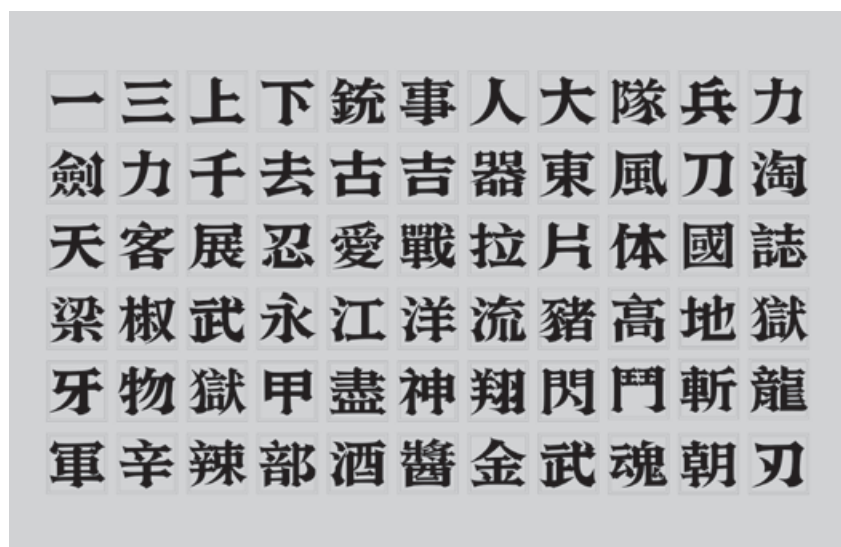 一三上下銃事人大隊兵力
劍力千去古吉器東風刀淘
天客展忍愛戰拉片体國誌
梁椒武永江洋流豬高地獄
牙物獄甲盡神翔閃鬥斬龍
軍辛辣部酒醬金武魂朝刃